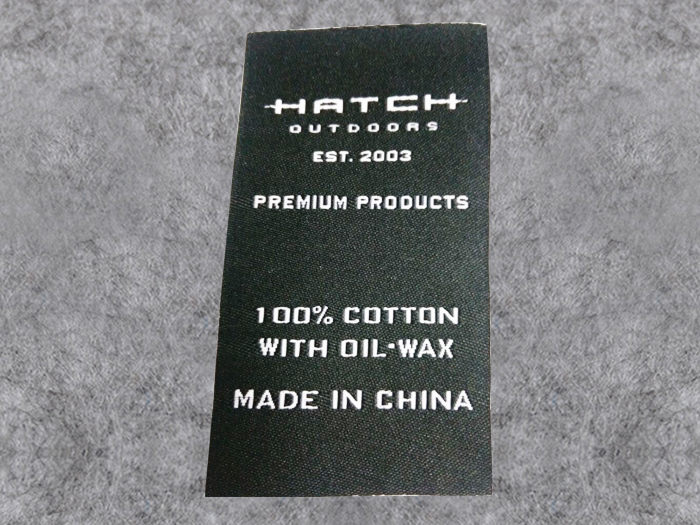 HATCH
OUTDOORS
EST. 2003
PREMIUM PRODUCTS
100% COTTON
WITH OIL-WAX
MADE IN CHINA